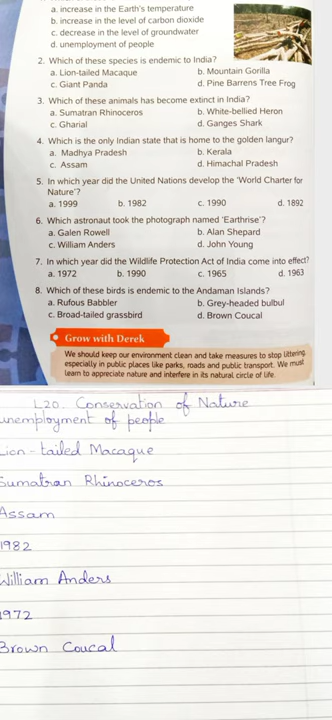 a. increase in the Earth's temperature
b. increase in the level of carbon dioxide
c. decrease in the level of groundwater
d. unemployment of people
2. Which of these species is endemic to India?
a. Lion-tailed Macaque b. Mountain Gorilla
c. Giant Panda d. Pine Barrens Tree Frog
3. Which of these animals has become extinct in India?
a. Sumatran Rhinoceros b. White-bellied Heron
c. Gharial d. Ganges Shark
4. Which is the only Indian state that is home to the golden langur?
a. Madhya Pradesh b. Kerala
c. Assam d. Himachal Pradesh
5. In which year did the United Nations develop the 'World Charter for
Nature'?
a. 1999 b. 1982 c. 1990 d. 1892
6. Which astronaut took the photograph named 'Earthrise'?
a. Galen Rowell b. Alan Shepard
c. William Anders d. John Young
7. In which year did the Wildlife Protection Act of India come into effect?
a. 1972 b. 1990 c. 1965 d. 1963
8. Which of these birds is endemic to the Andaman Islands?
a. Rufous Babbler b. Grey-headed bulbul
c. Broad-tailed grassbird d. Brown Coucal
Grow with Derek
We should keep our environment clean and take measures to stop littering,
especially in public places like parks, roads and public transport. We must
learn to appreciate nature and interfere in its natural circle of life.
L20. Conservation of Nature
unemployment of people
Lion-tailed Macaque
Sumatran Rhinoceros
Assam
1982
William Anders
1972
Brown Coucal